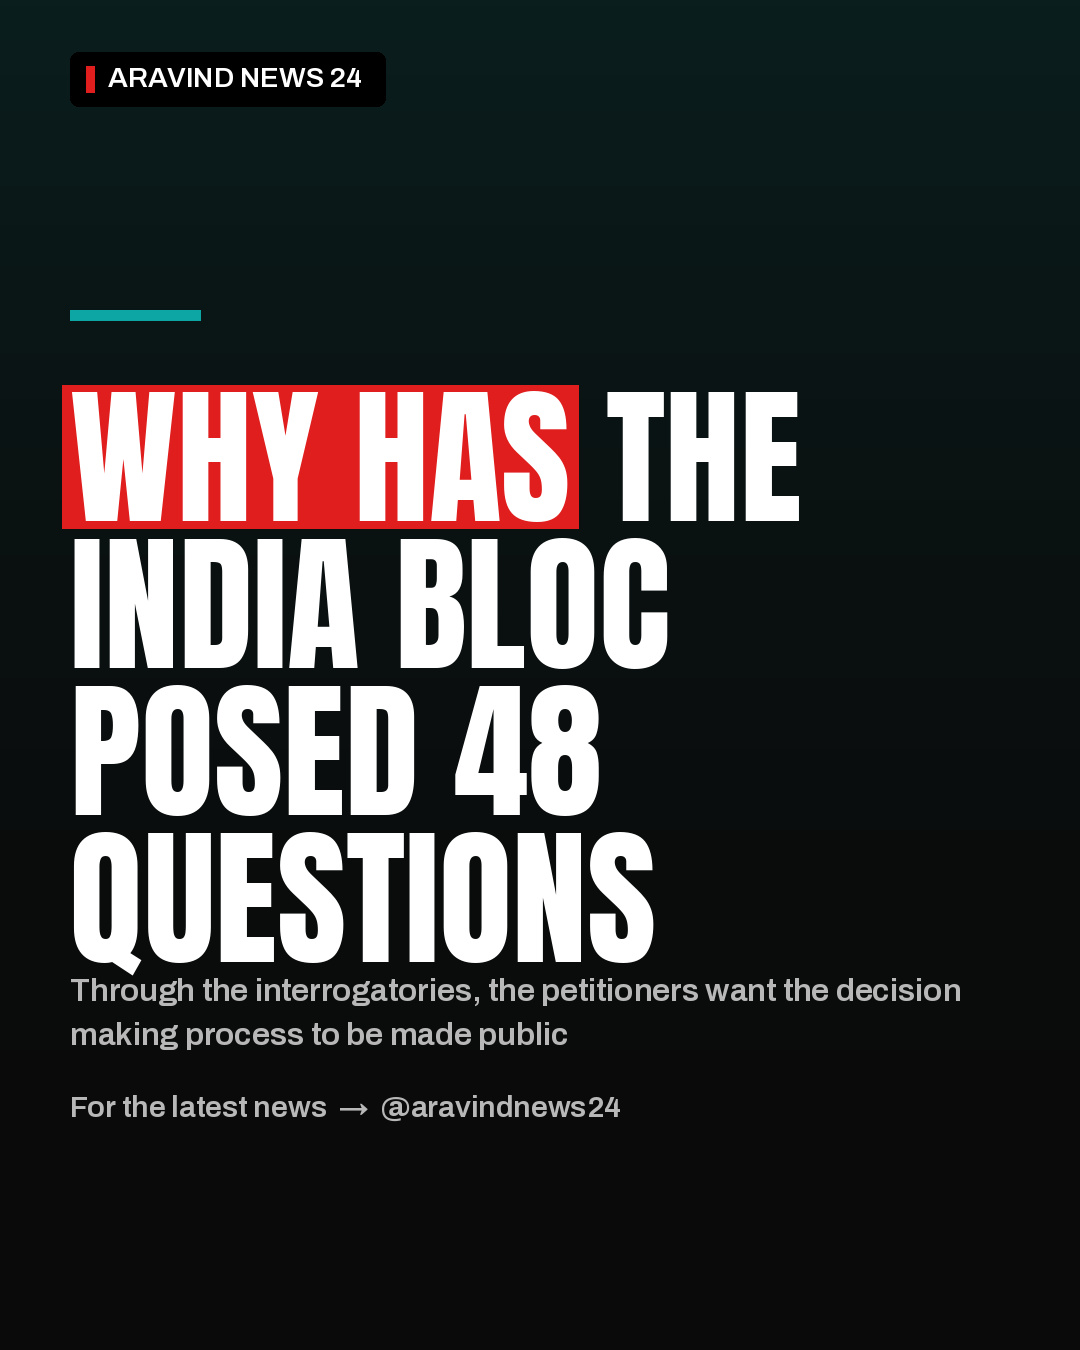 ARAVIND NEWS 24
WHY HAS THE
INDIA BLOC
POSED 48
QUESTIONS
Through the interrogatories, the petitioners want the decision
making process to be made public
For the latest news → @aravindnews24